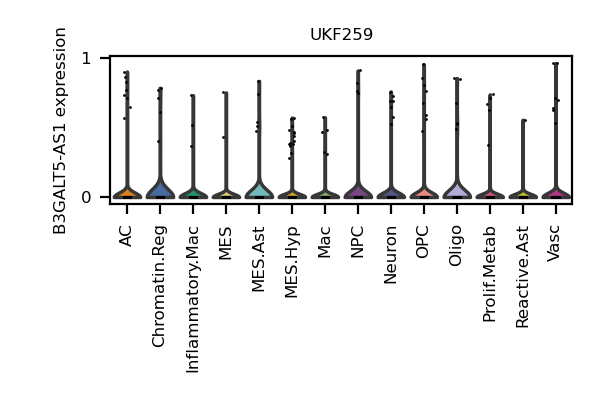 UKF259
B3GALT5-AS1 expression
1
0
AC
Chromatin.Reg
Inflammatory.Mac
MES
MES.Ast
MES.Hyp
Mac
NPC
Neuron
OPC
Oligo
Prolif.Metab
Reactive.Ast
Vasc